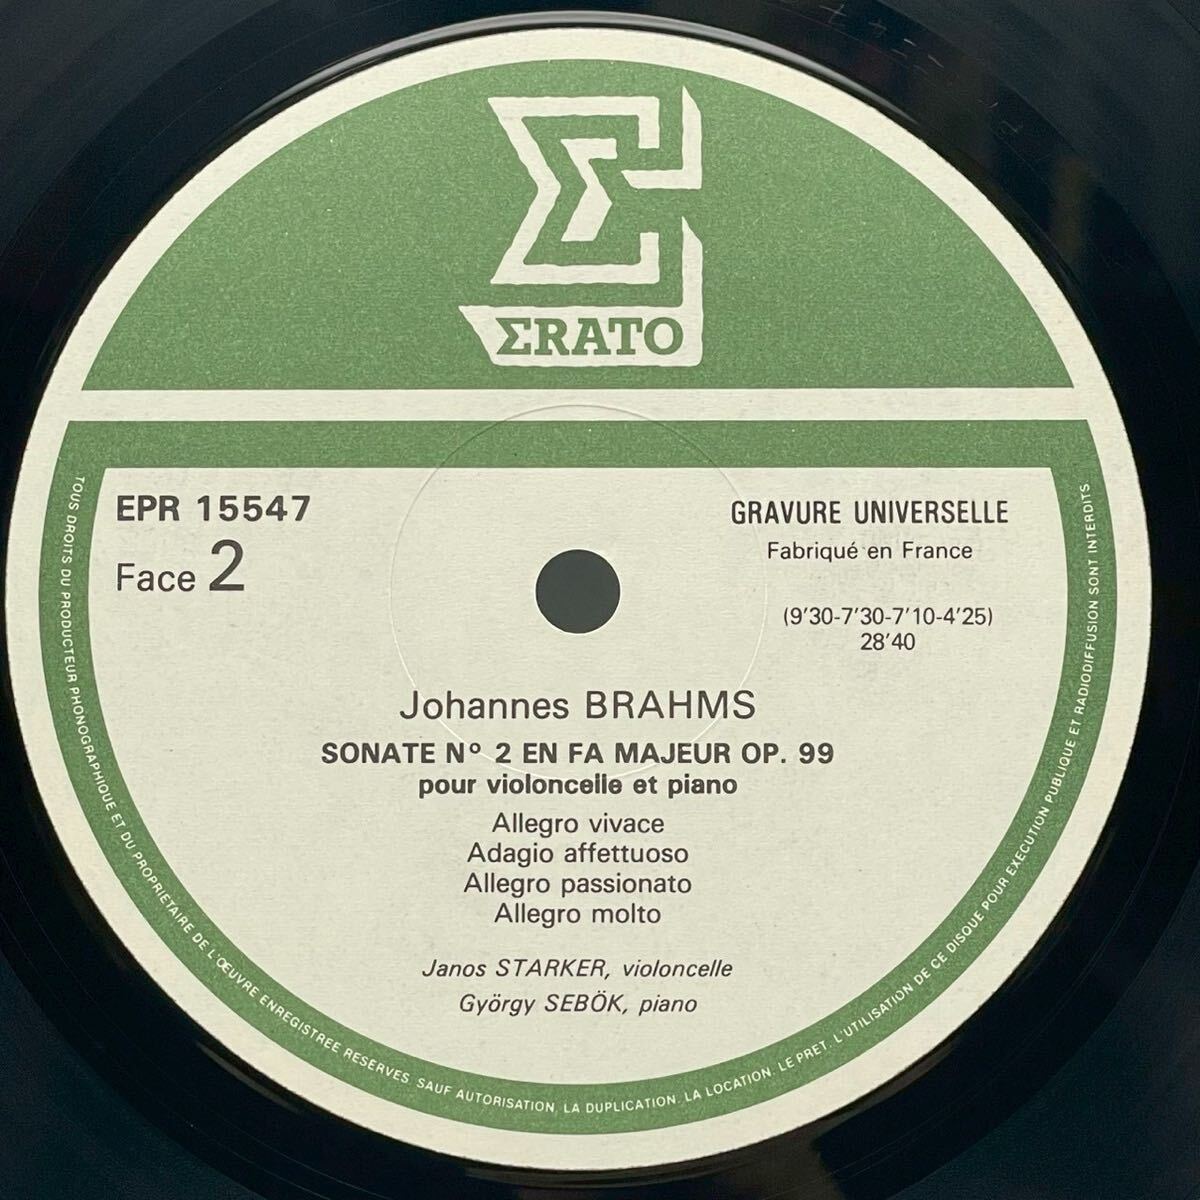 ΣRATO
EPR 15547
Face 2
GRAVURE UNIVERSELLE
Fabriqué en France
(9'30-7'30-7'10-4'25)
28'40
Johannes BRAHMS
SONATE Nº 2 EN FA MAJEUR OP. 99
pour violoncelle et piano
Allegro vivace
Adagio affettuoso
Allegro passionato
Allegro molto
Janos STARKER, violoncelle
György SEBÖK, piano
TOUS DROITS DU PRODUCTEUR PHONOGRAPHIQUE ET DU PROPRIETAIRE DE L'ŒUVRE ENREGISTREE RESERVES. SAUF AUTORISATION, LA DUPLICATION, LA LOCATION, LE PRET, L'UTILISATION DE CE DISQUE POUR EXECUTION PUBLIQUE ET RADIODIFFUSION SONT INTERDITS